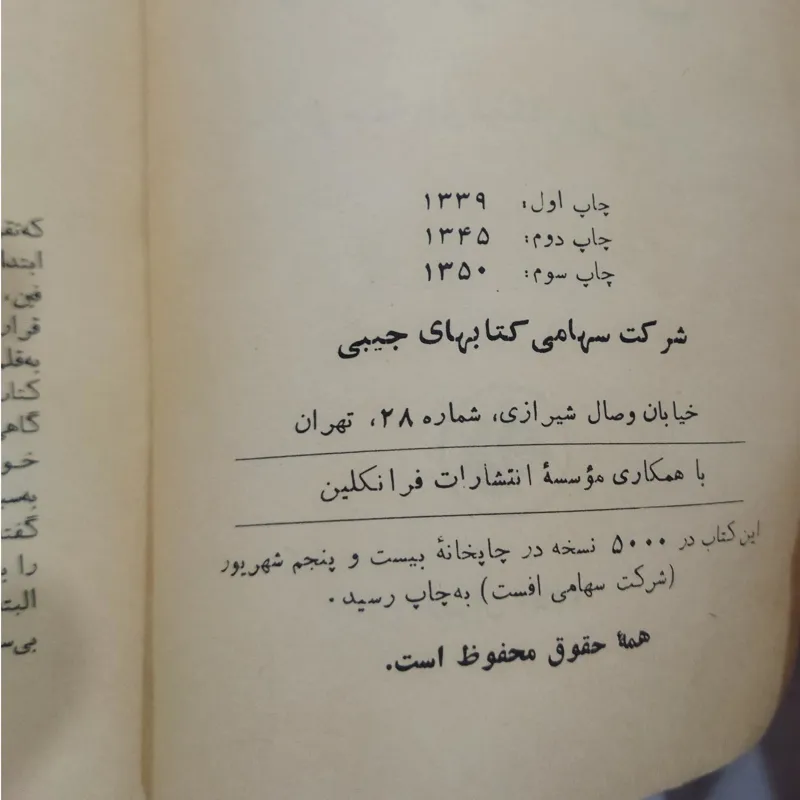 چاپ اول: ۱۳۳۹
چاپ دوم: ۱۳۴۵
چاپ سوم: ۱۳۵۰
شرکت سهامی کتابهای جیبی
خیابان وصال شیرازی، شماره ۲۸، تهران
با همکاری مؤسسهٔ انتشارات فرانکلین
این کتاب در ۵۰۰۰ نسخه در چاپخانهٔ بیست و پنجم شهریور
(شرکت سهامی افست) به‌چاپ رسید.
همهٔ حقوق محفوظ است.